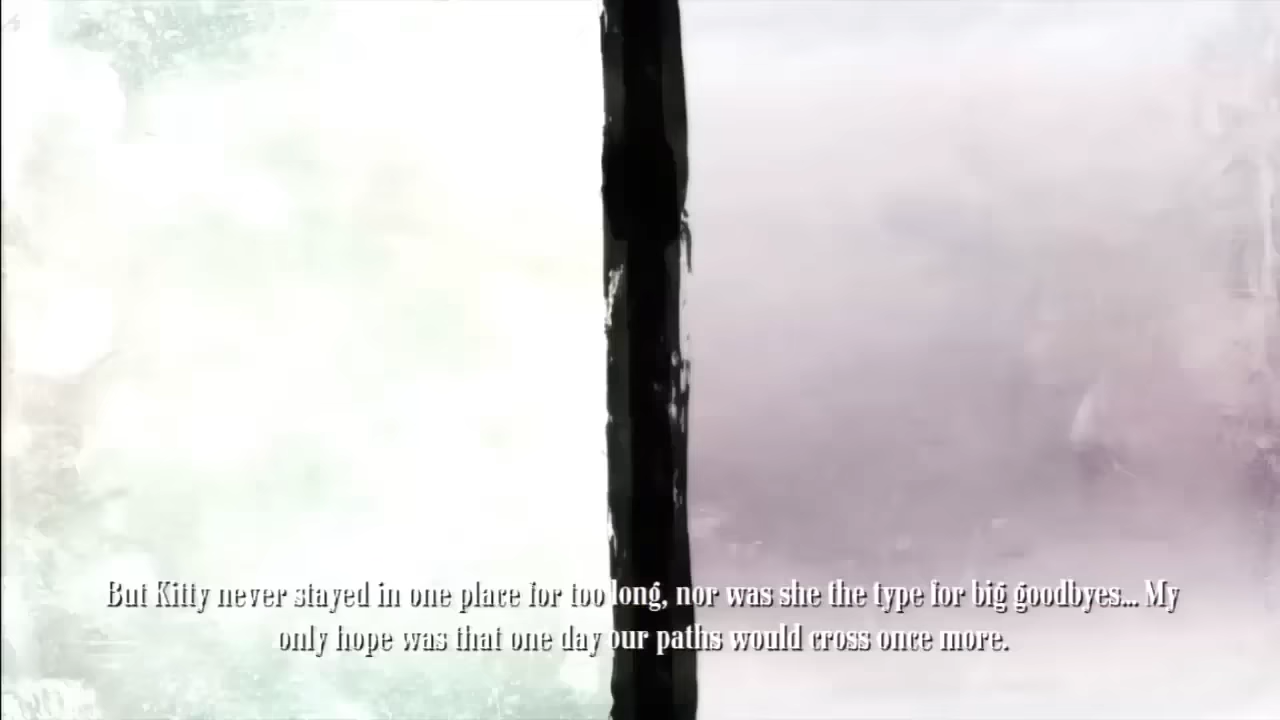 But Kitty never stayed in one place for too long, nor was she the type for big goodbyes... My
only hope was that one day our paths would cross once more.